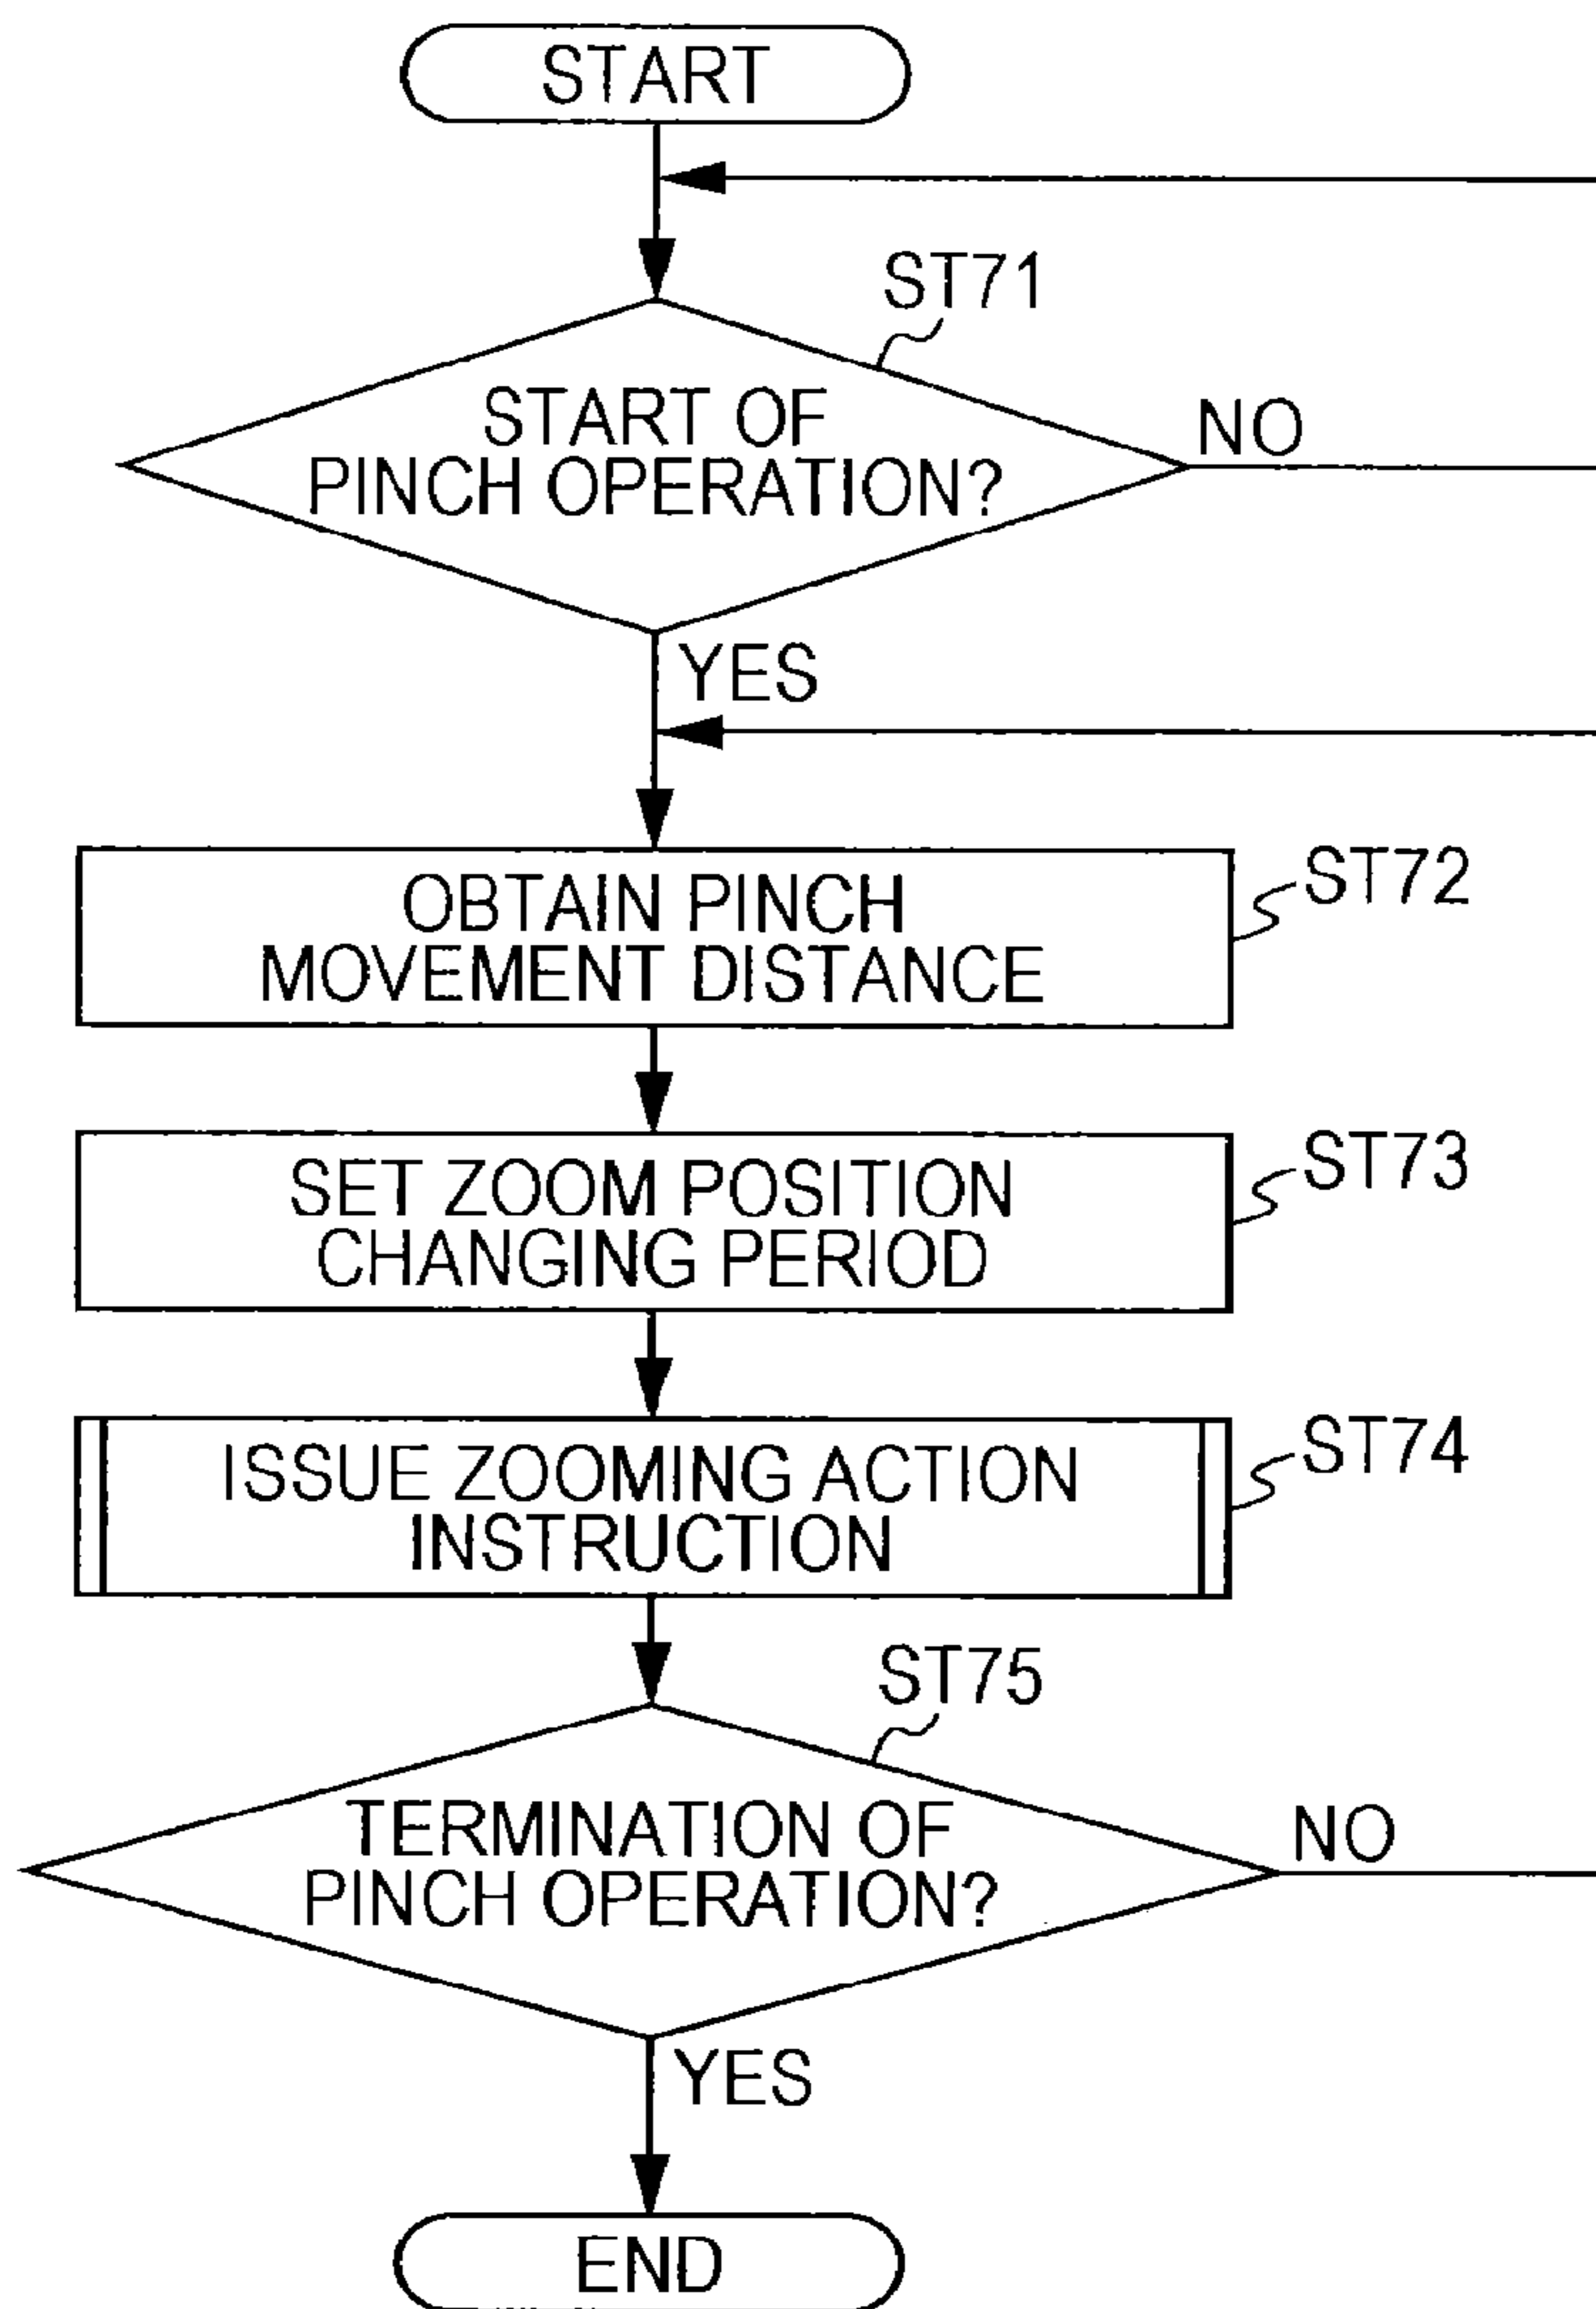 START
ST71
START OF
PINCH OPERATION?
NO
YES
OBTAIN PINCH
MOVEMENT DISTANCE
ST72
SET ZOOM POSITION
CHANGING PERIOD
ST73
ISSUE ZOOMING ACTION
INSTRUCTION
ST74
ST75
TERMINATION OF
PINCH OPERATION?
NO
YES
END